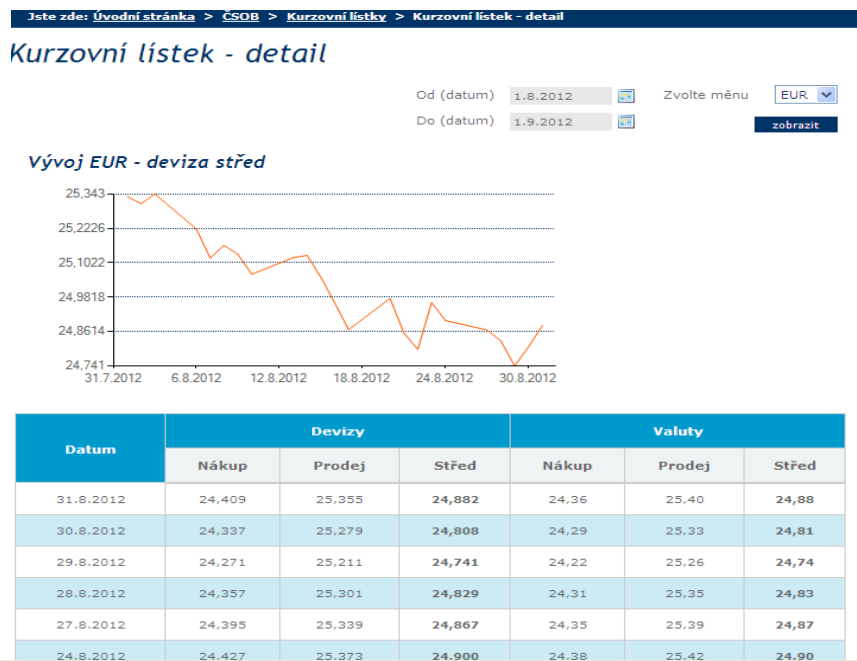 Jste zde: Úvodní stránka > ČSOB > Kurzovní lístky > Kurzovní lístek - detail
Kurzovní lístek - detail
Od (datum) 1.8.2012 Zvolte měnu EUR
Do (datum) 1.9.2012 zobrazit
Vývoj EUR - deviza střed
25,343
25,2226
25,1022
24,9818
24,8614
24,741
31.7.2012 6.8.2012 12.8.2012 18.8.2012 24.8.2012 30.8.2012
Datum Devizy Valuty
Nákup Prodej Střed Nákup Prodej Střed
31.8.2012 24,409 25,355 24,882 24,36 25,40 24,88
30.8.2012 24,337 25,279 24,808 24,29 25,33 24,81
29.8.2012 24,271 25,211 24,741 24,22 25,26 24,74
28.8.2012 24,357 25,301 24,829 24,31 25,35 24,83
27.8.2012 24,395 25,339 24,867 24,35 25,39 24,87
24.8.2012 24,427 25,373 24,900 24,38 25,42 24,90